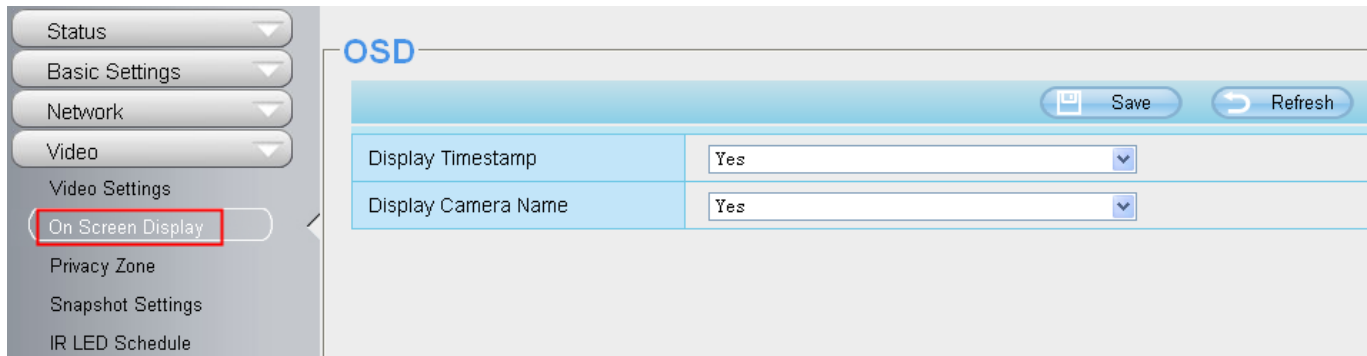 Status
Basic Settings
Network
Video
Video Settings
On Screen Display
Privacy Zone
Snapshot Settings
IR LED Schedule
OSD
Save Refresh
Display Timestamp Yes
Display Camera Name Yes